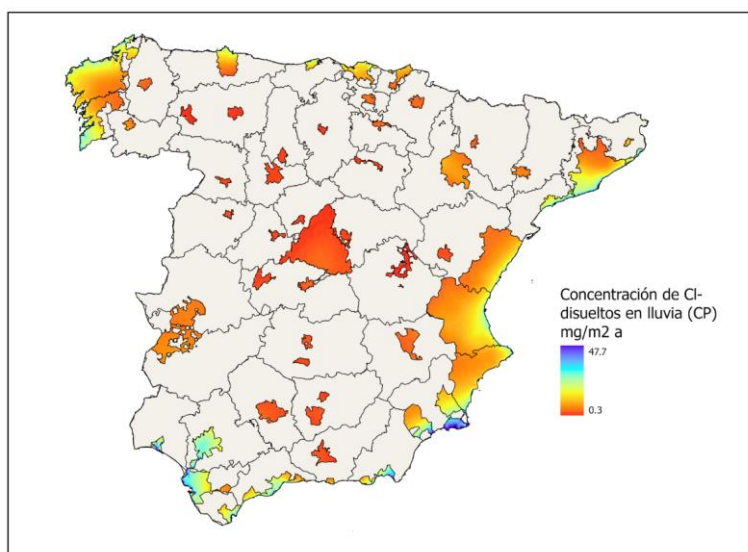 Concentración de Cl-
disueltos en lluvia (CP)
mg/m2 a
47.7
0.3